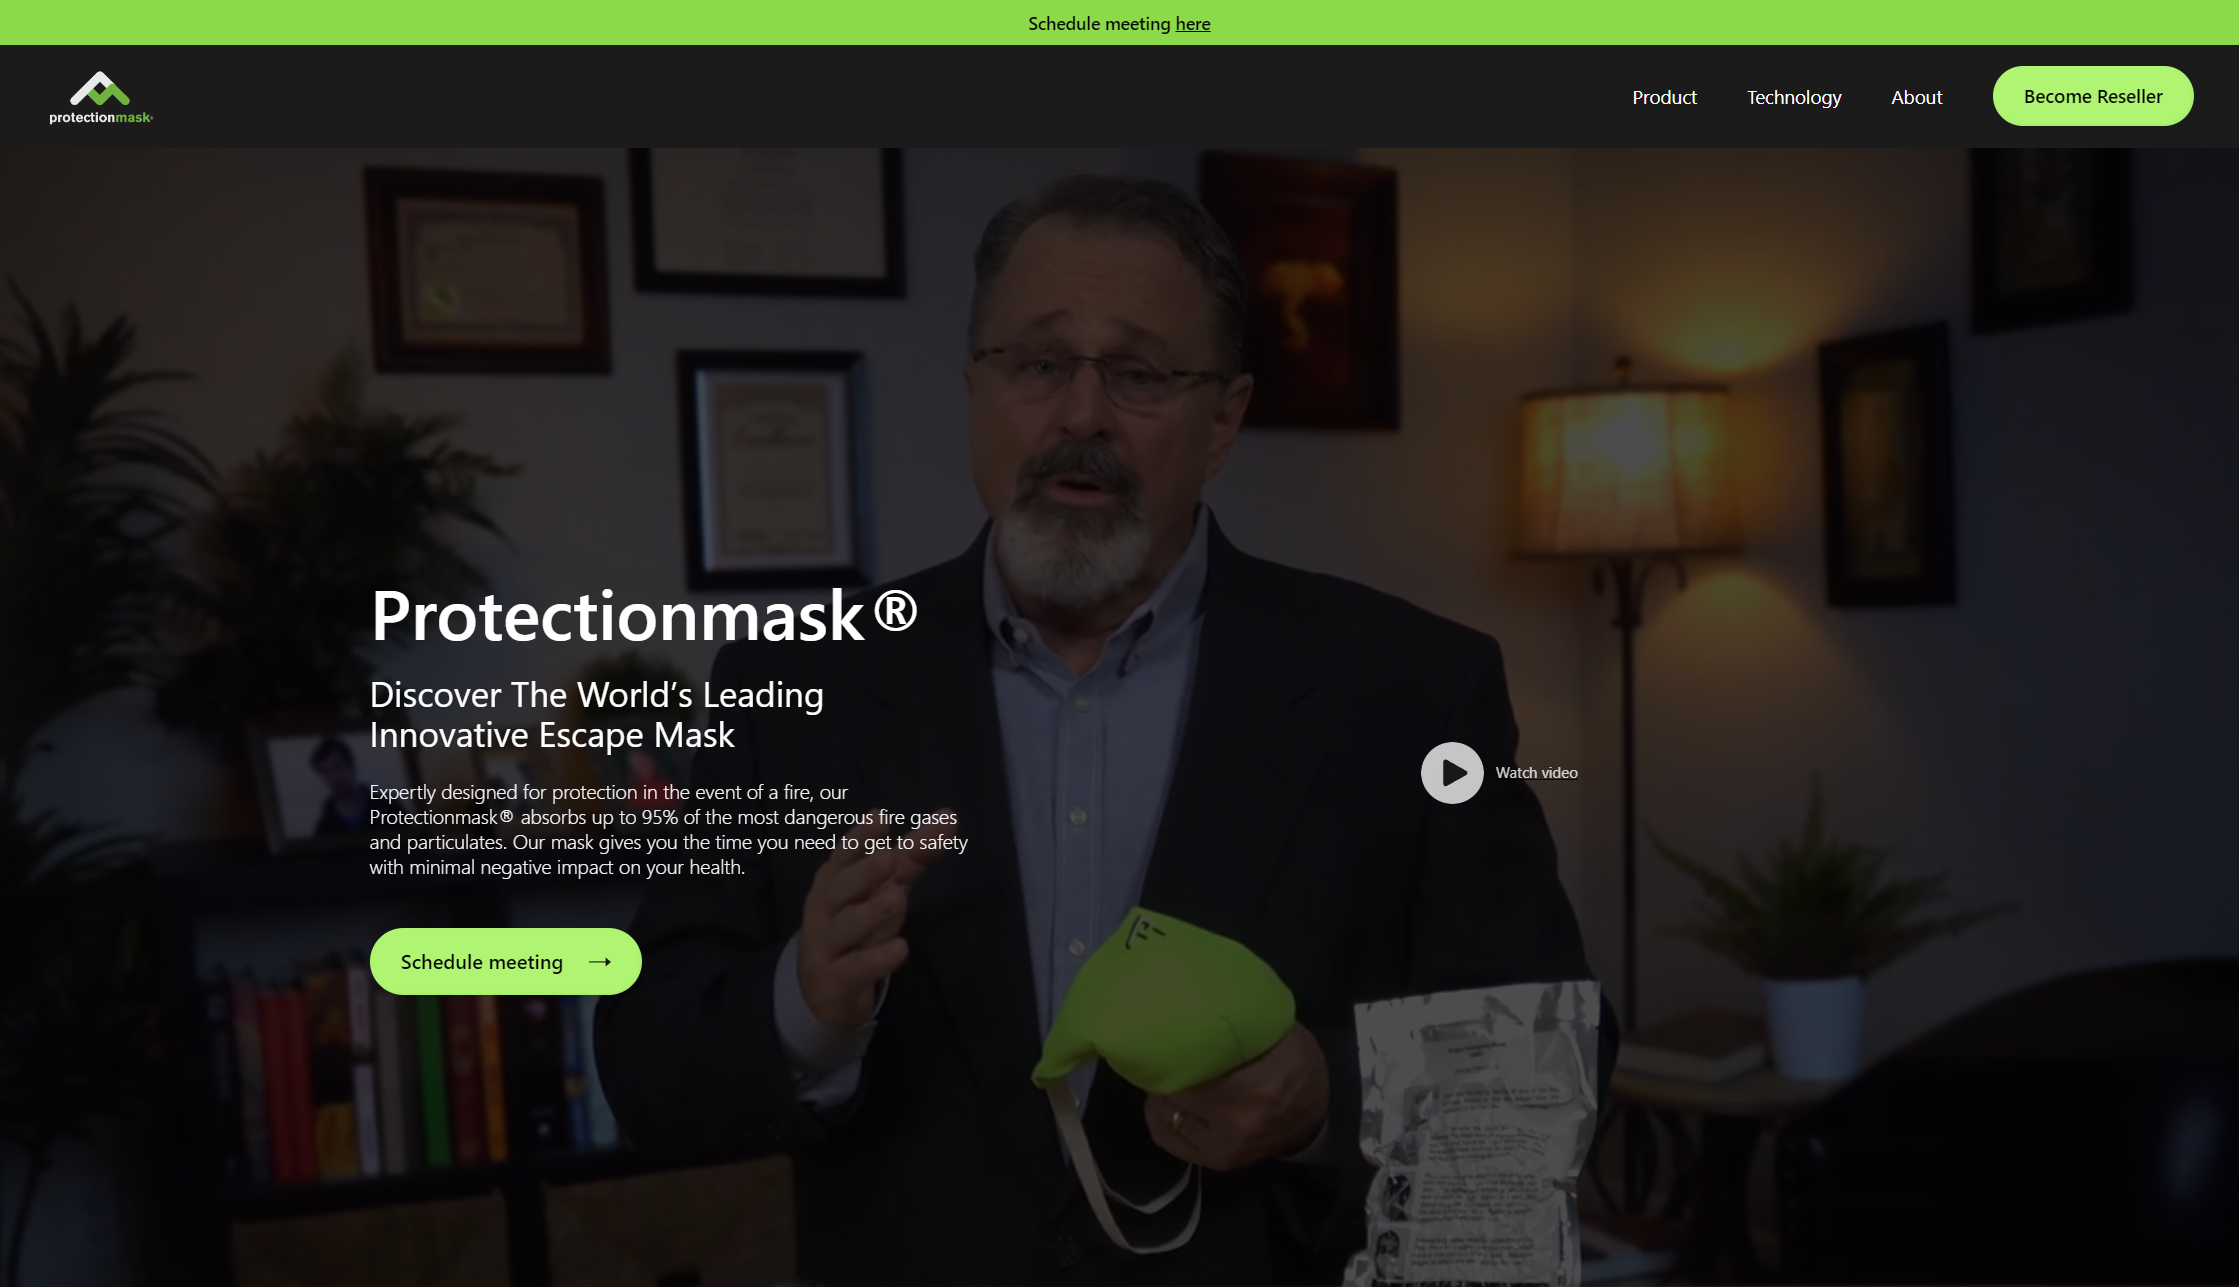 Schedule meeting here
protectionmask
Product
Technology
About
Become Reseller
Protectionmask®
Discover The World’s Leading
Innovative Escape Mask
Expertly designed for protection in the event of a fire, our
Protectionmask® absorbs up to 95% of the most dangerous fire gases
and particulates. Our mask gives you the time you need to get to safety
with minimal negative impact on your health.
Watch video
Schedule meeting →